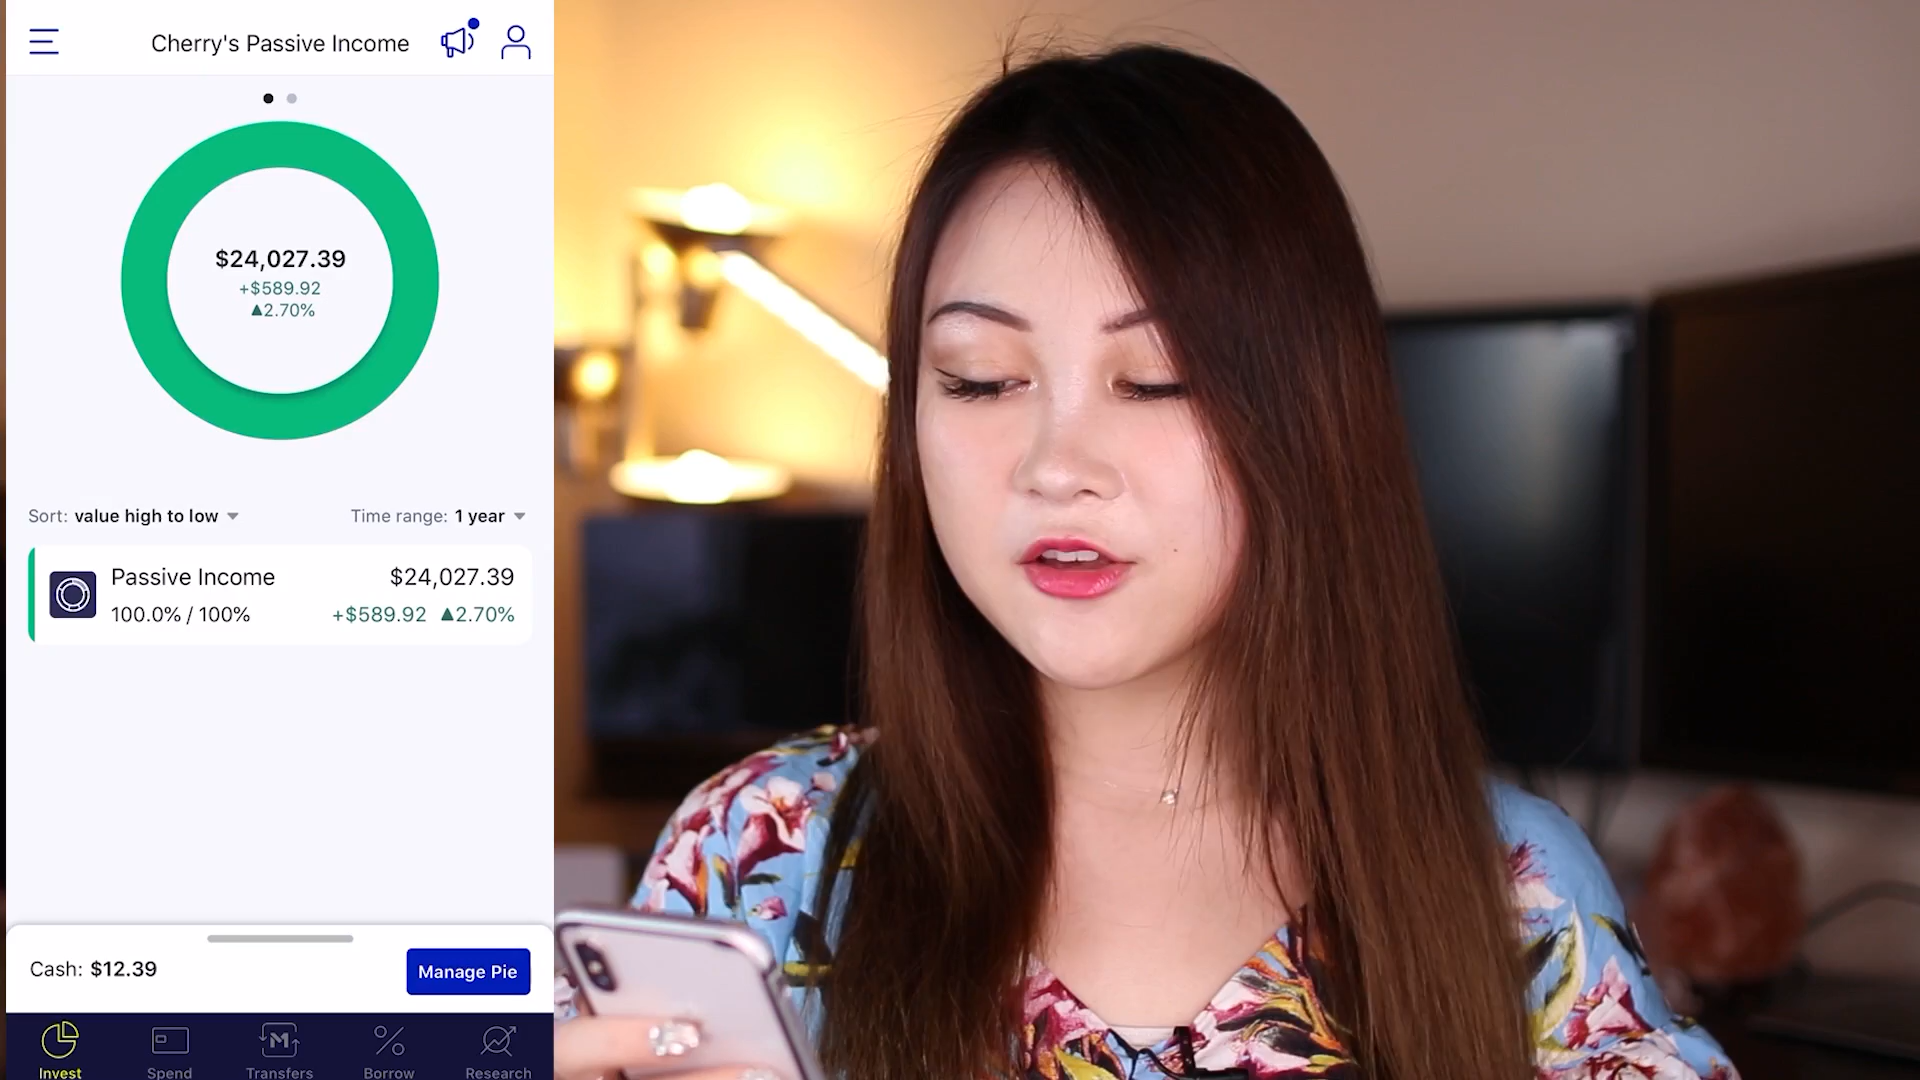 Cherry's Passive Income
$24,027.39
+$589.92
▲2.70%
Sort: value high to low
Time range: 1 year
Passive Income
$24,027.39
100.0% / 100%
+$589.92 ▲2.70%
Cash: $12.39
Manage Pie
Invest
Spend
Transfers
Borrow
Research